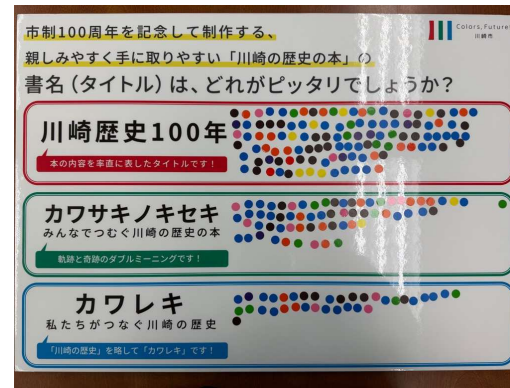 市制100周年を記念して制作する、
親しみやすく手に取りやすい「川崎の歴史の本」の
書名(タイトル)は、どれがピッタリでしょうか?
Colors, Future!
川崎市
川崎歴史100年
本の内容を率直に表したタイトルです!
カワサキノキセキ
みんなでつむぐ川崎の歴史の本
軌跡と奇跡のダブルミーニングです!
カワレキ
私たちがつなぐ川崎の歴史
「川崎の歴史」を略して「カワレキ」です!